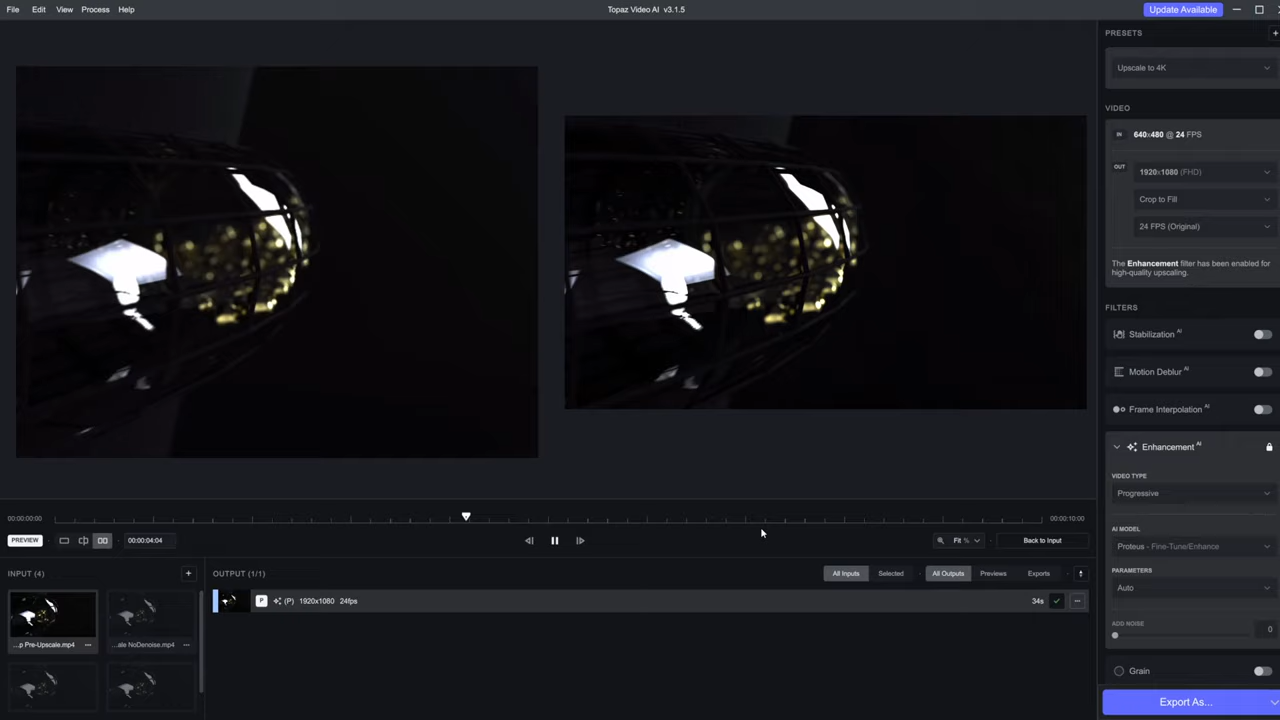 File Edit View Process Help
Topaz Video AI v3.1.5
Update Available
PRESETS
Upscale to 4K
VIDEO
IN 640x480 @ 24 FPS
OUT 1920x1080 (FHD)
Crop to Fill
24 FPS (Original)
The Enhancement filter has been enabled for
high-quality upscaling.
FILTERS
Stabilization AI
Motion Deblur AI
Frame Interpolation AI
Enhancement AI
VIDEO TYPE
Progressive
AI MODEL
Proteus - Fine-Tune/Enhance
PARAMETERS
Auto
ADD NOISE
0
Grain
Export As...
00:00:00:00
00:00:10:00
PREVIEW
00:00:04:04
Fit %
Back to Input
INPUT (4)
...p Pre-Upscale.mp4 ...
...ate NoDenoise.mp4 ...
OUTPUT (1/1)
All Inputs Selected All Outputs Previews Exports
P (P) 1920x1080 24fps 34s ...